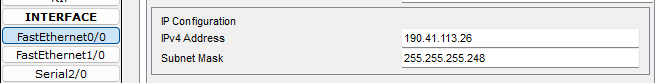 INTERFACE
FastEthernet0/0
FastEthernet1/0
Serial2/0
IP Configuration
IPv4 Address 190.41.113.26
Subnet Mask 255.255.255.248